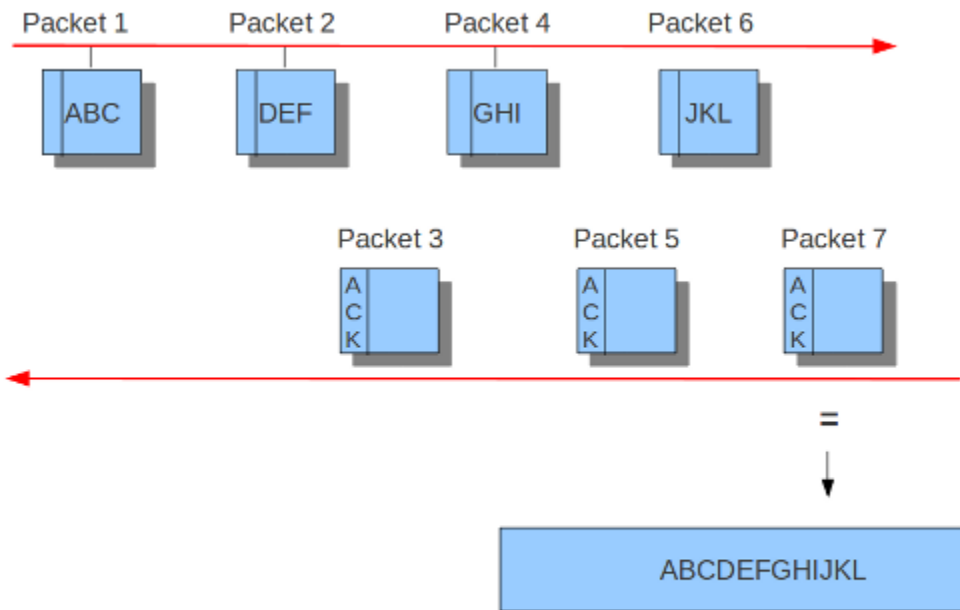 Packet 1 Packet 2 Packet 4 Packet 6
ABC DEF GHI JKL
Packet 3 Packet 5 Packet 7
A A A
C C C
K K K
=
ABCDEFGHIJKL